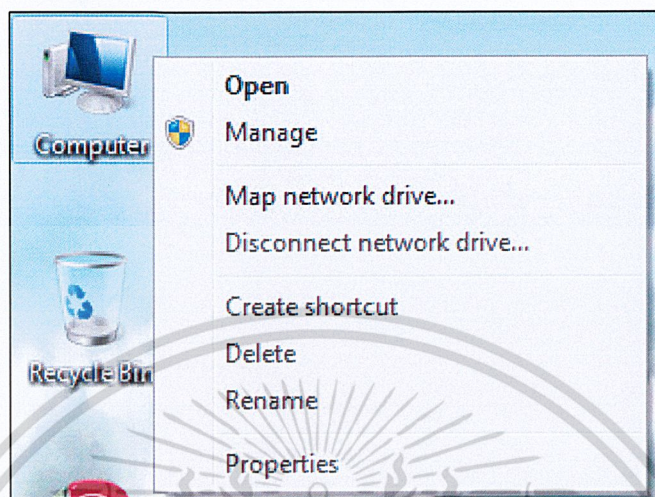 Computer
Recycle Bin
Open
Manage
Map network drive...
Disconnect network drive...
Create shortcut
Delete
Rename
Properties